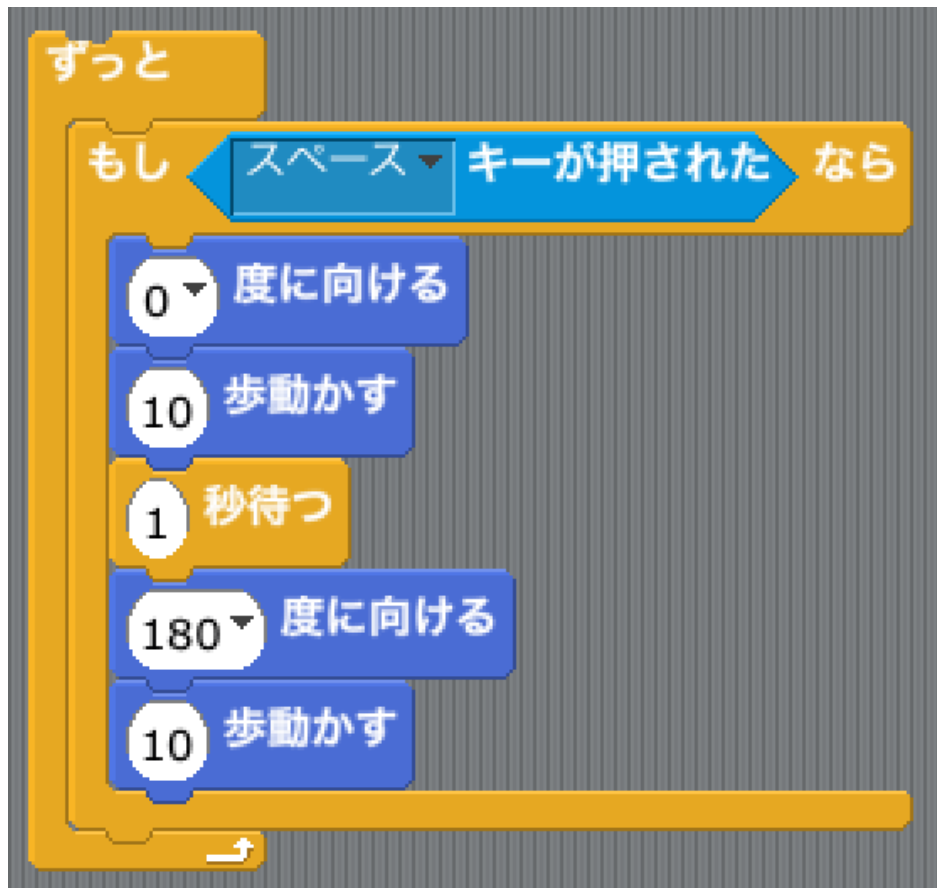 ずっと
もし スペース キーが押された なら
0 度に向ける
10 歩動かす
1 秒待つ
180 度に向ける
10 歩動かす